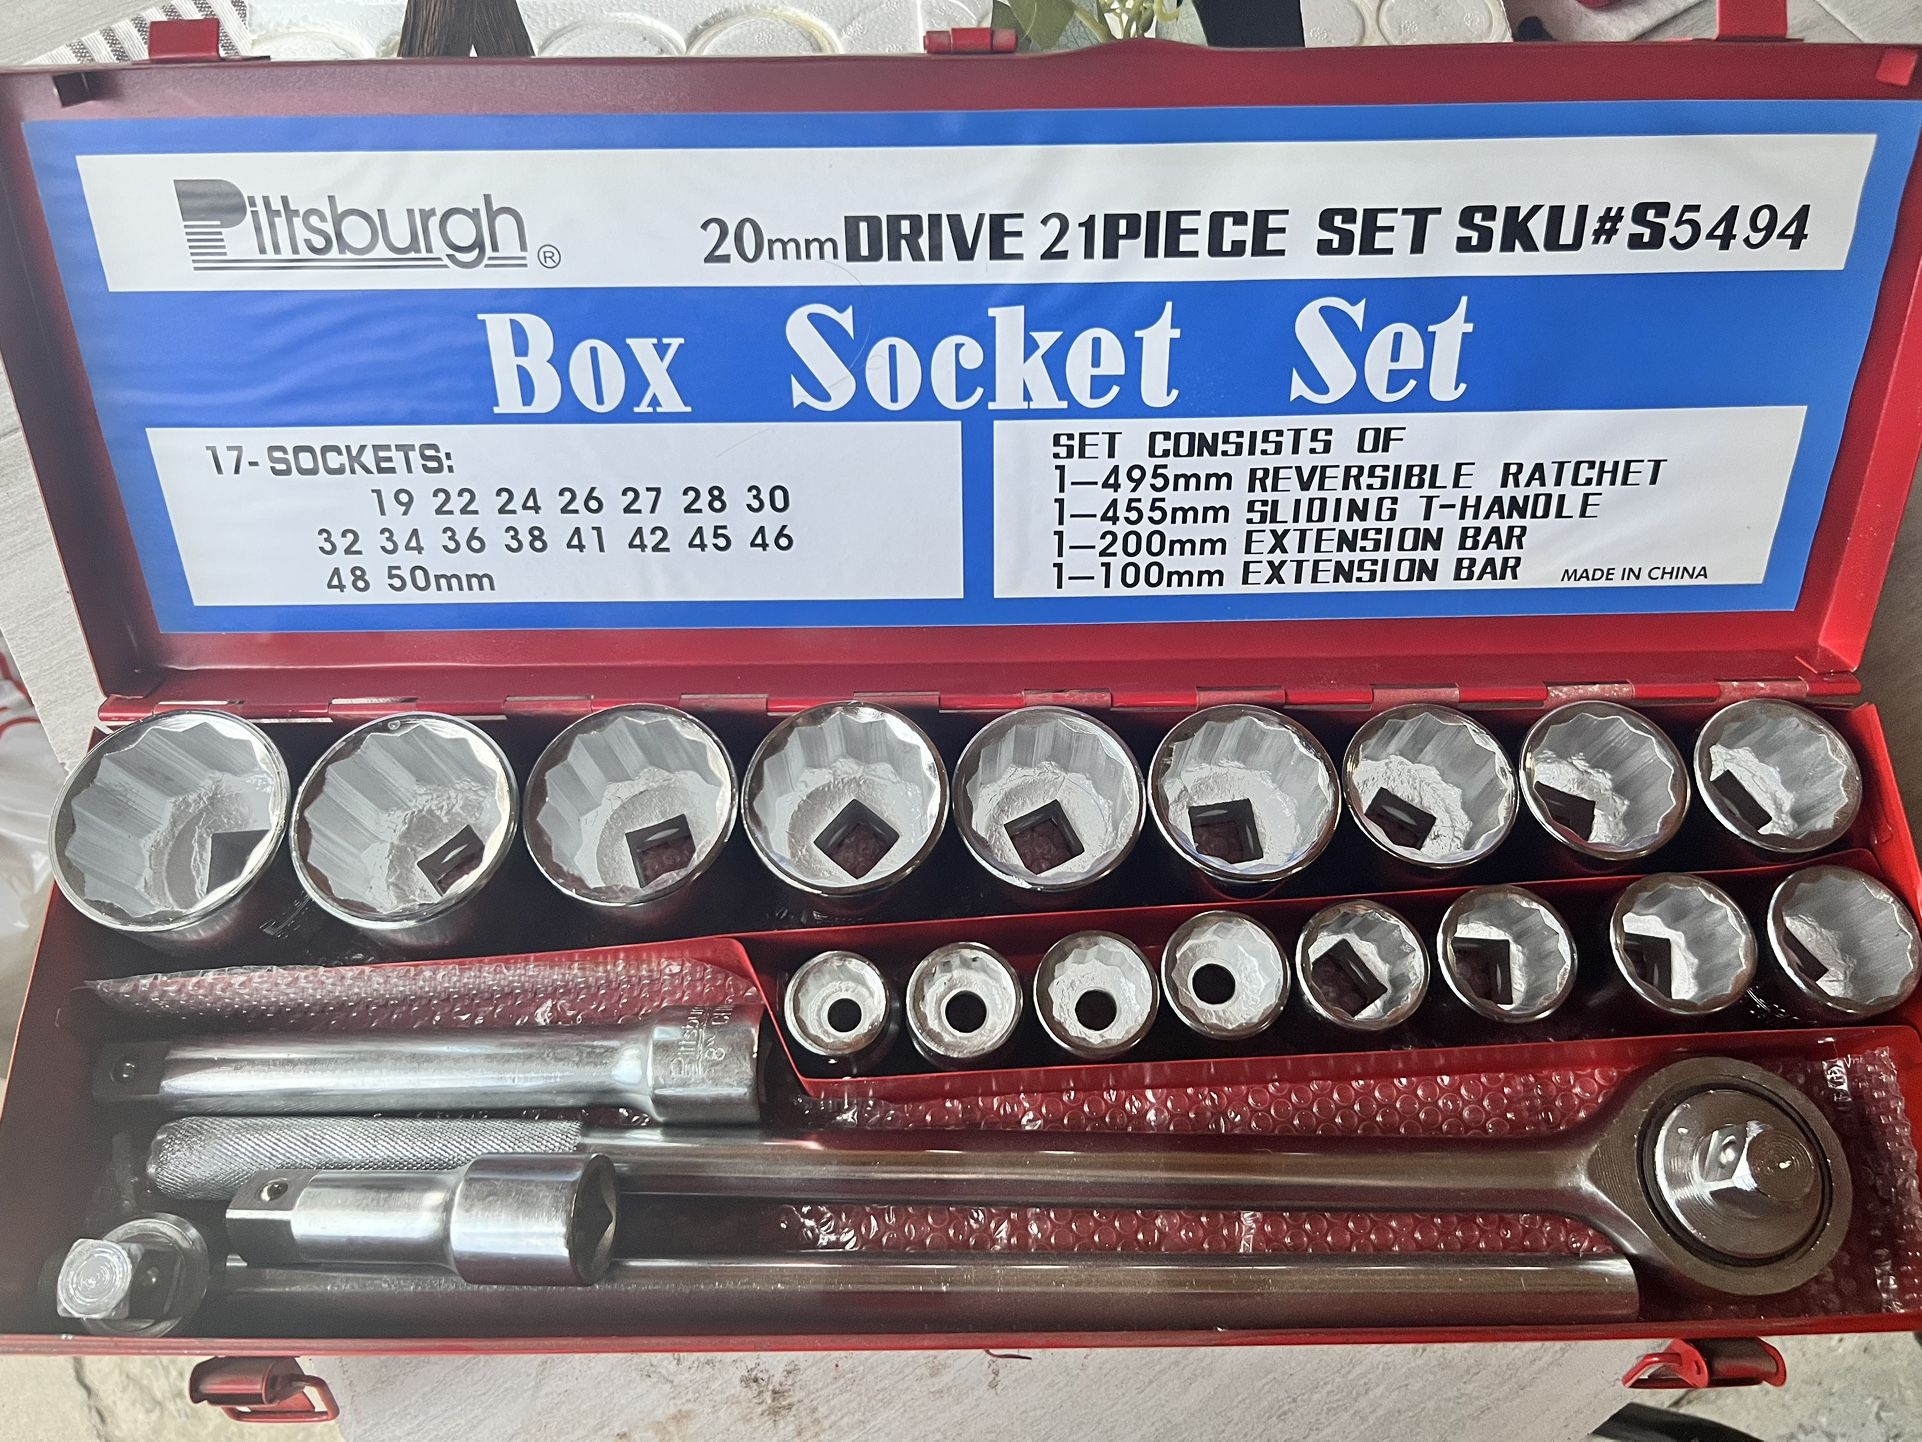 Pittsburgh®
20mm DRIVE 21PIECE SET SKU#S5494
Box Socket Set
17-SOCKETS:
19 22 24 26 27 28 30
32 34 36 38 41 42 45 46
48 50mm
SET CONSISTS OF
1–495mm REVERSIBLE RATCHET
1–455mm SLIDING T-HANDLE
1–200mm EXTENSION BAR
1–100mm EXTENSION BAR
MADE IN CHINA
8"